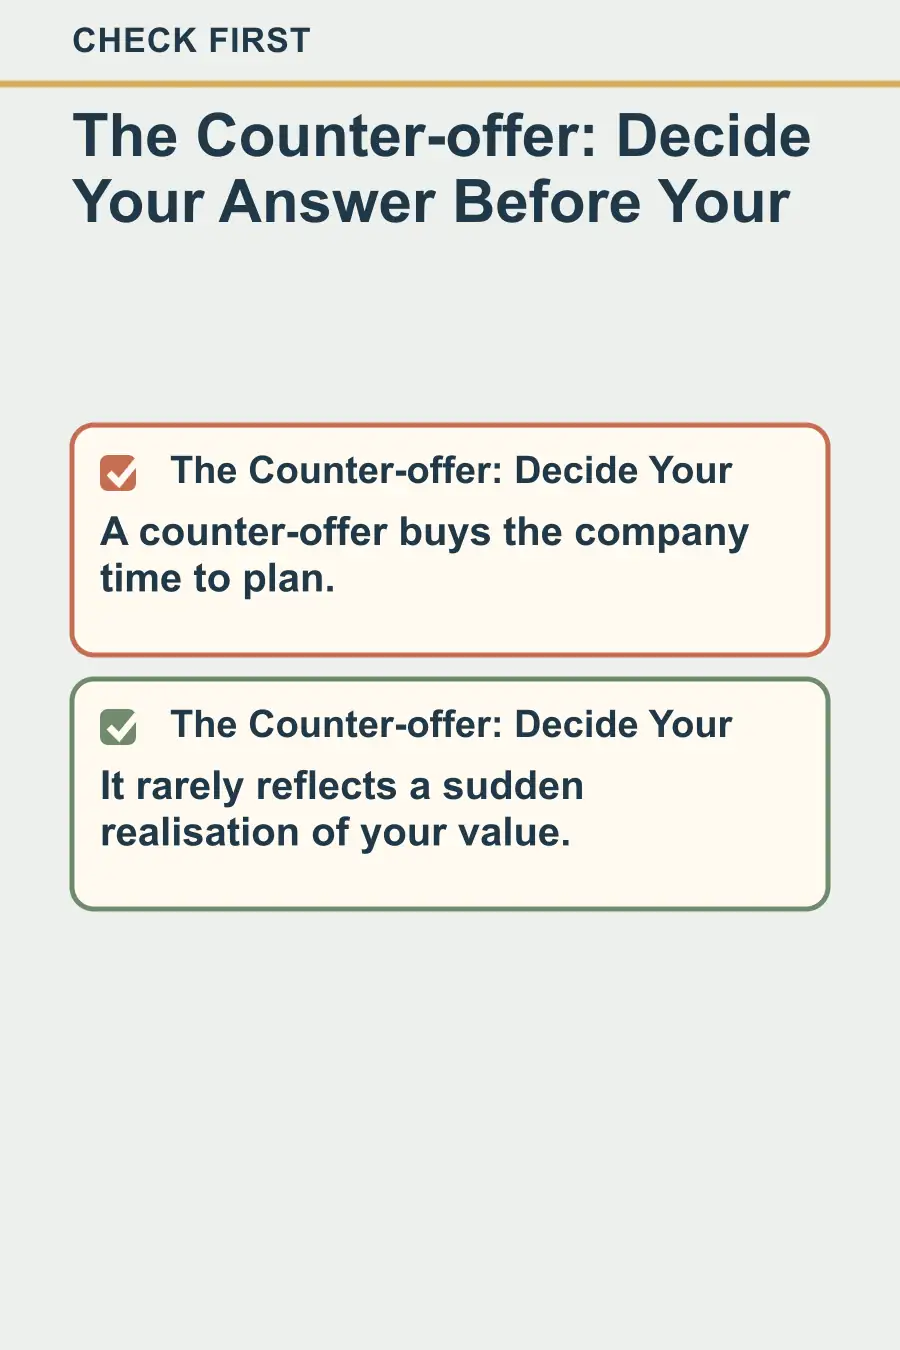 CHECK FIRST
The Counter-offer: Decide
Your Answer Before Your
The Counter-offer: Decide Your
A counter-offer buys the company
time to plan.
The Counter-offer: Decide Your
It rarely reflects a sudden
realisation of your value.